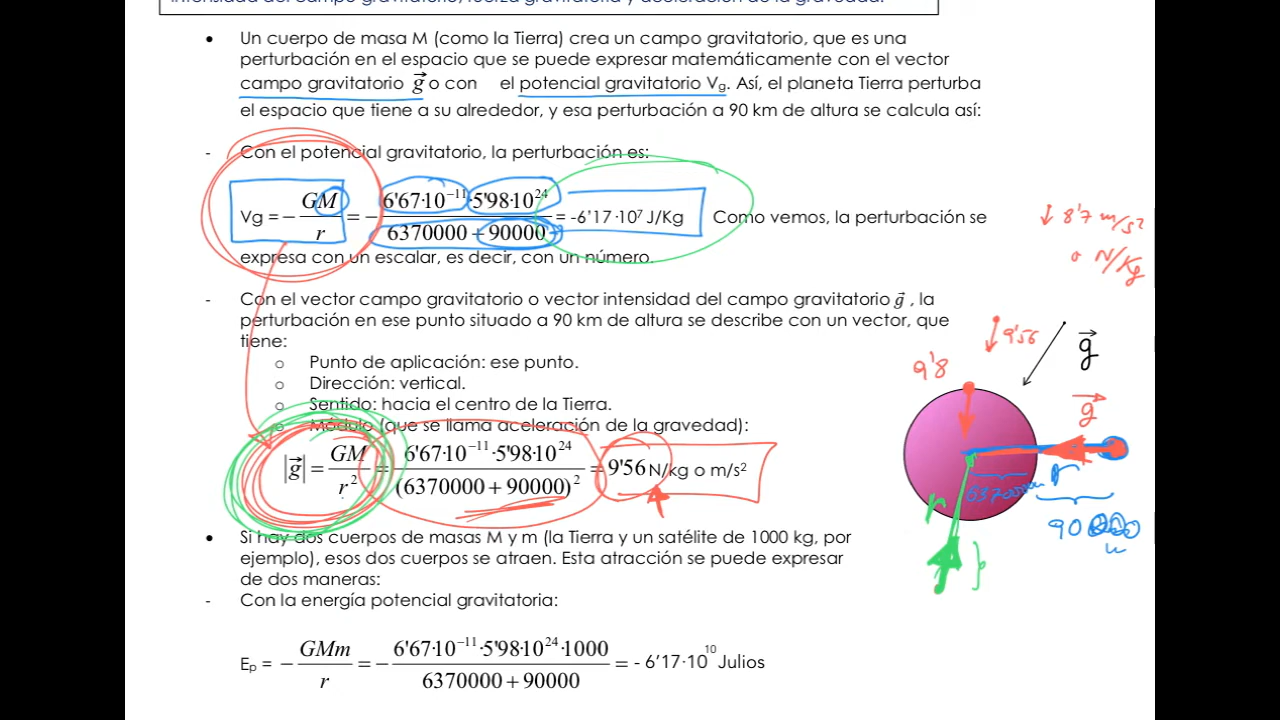 intensidad del campo gravitatorio, fuerza gravitatoria y aceleración de la gravedad.
• Un cuerpo de masa M (como la Tierra) crea un campo gravitatorio, que es una
perturbación en el espacio que se puede expresar matemáticamente con el vector
campo gravitatorio g⃗ o con el potencial gravitatorio Vg. Así, el planeta Tierra perturba
el espacio que tiene a su alrededor, y esa perturbación a 90 km de altura se calcula así:
- Con el potencial gravitatorio, la perturbación es:
Vg = − GM/r = − 6'67·10⁻¹¹·5'98·10²⁴/(6370000 + 90000) = -6'17·10⁷ J/Kg Como vemos, la perturbación se
expresa con un escalar, es decir, con un número.
↓ 8'7 m/s²
o N/Kg
- Con el vector campo gravitatorio o vector intensidad del campo gravitatorio g⃗ , la
perturbación en ese punto situado a 90 km de altura se describe con un vector, que
tiene:
o Punto de aplicación: ese punto.
o Dirección: vertical.
o Sentido: hacia el centro de la Tierra.
o Módulo (que se llama aceleración de la gravedad):
|g⃗| = GM/r² = 6'67·10⁻¹¹·5'98·10²⁴/(6370000 + 90000)² = 9'56 N/kg o m/s²
9'56
g⃗
9'8
g⃗
r
r
• Si hay dos cuerpos de masas M y m (la Tierra y un satélite de 1000 kg, por
ejemplo), esos dos cuerpos se atraen. Esta atracción se puede expresar
de dos maneras:
- Con la energía potencial gravitatoria:
Ep = − GMm/r = − 6'67·10⁻¹¹·5'98·10²⁴·1000/(6370000 + 90000) = - 6'17·10¹⁰ Julios